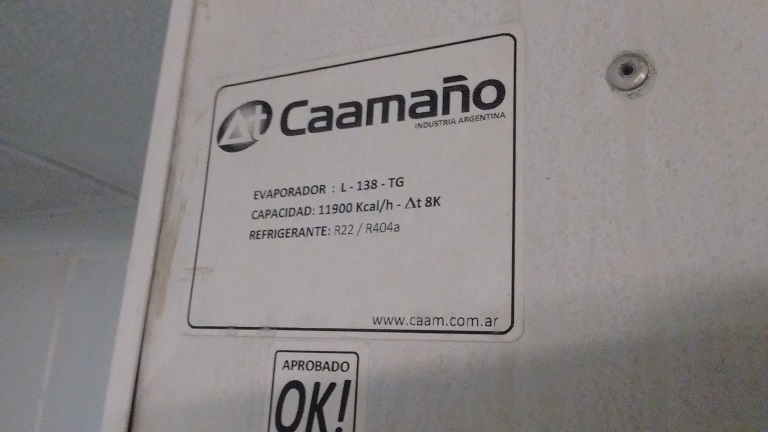 Δt Caamaño
INDUSTRIA ARGENTINA
EVAPORADOR : L - 138 - TG
CAPACIDAD: 11900 Kcal/h - Δt 8K
REFRIGERANTE: R22 / R404a
www.caam.com.ar
APROBADO
OK!